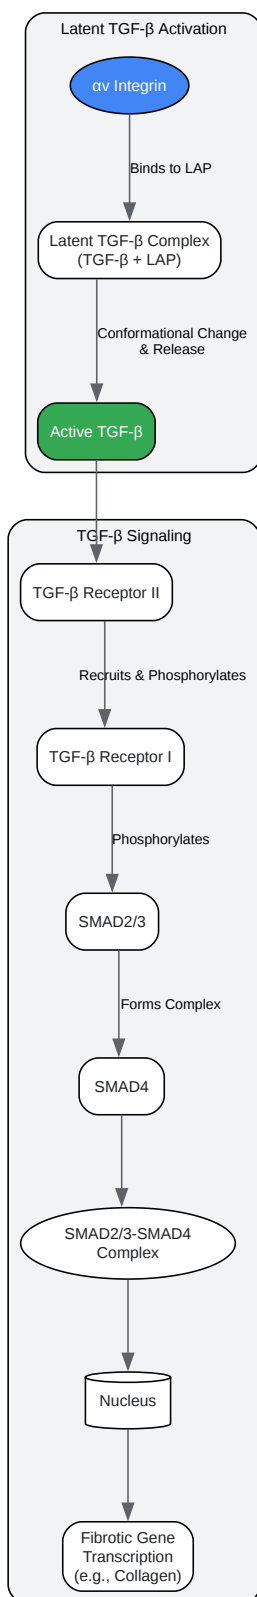 Latent TGF-β Activation
αv Integrin
Binds to LAP
Latent TGF-β Complex
(TGF-β + LAP)
Conformational Change
& Release
Active TGF-β
TGF-β Signaling
TGF-β Receptor II
Recruits & Phosphorylates
TGF-β Receptor I
Phosphorylates
SMAD2/3
Forms Complex
SMAD4
SMAD2/3-SMAD4
Complex
Nucleus
Fibrotic Gene
Transcription
(e.g., Collagen)